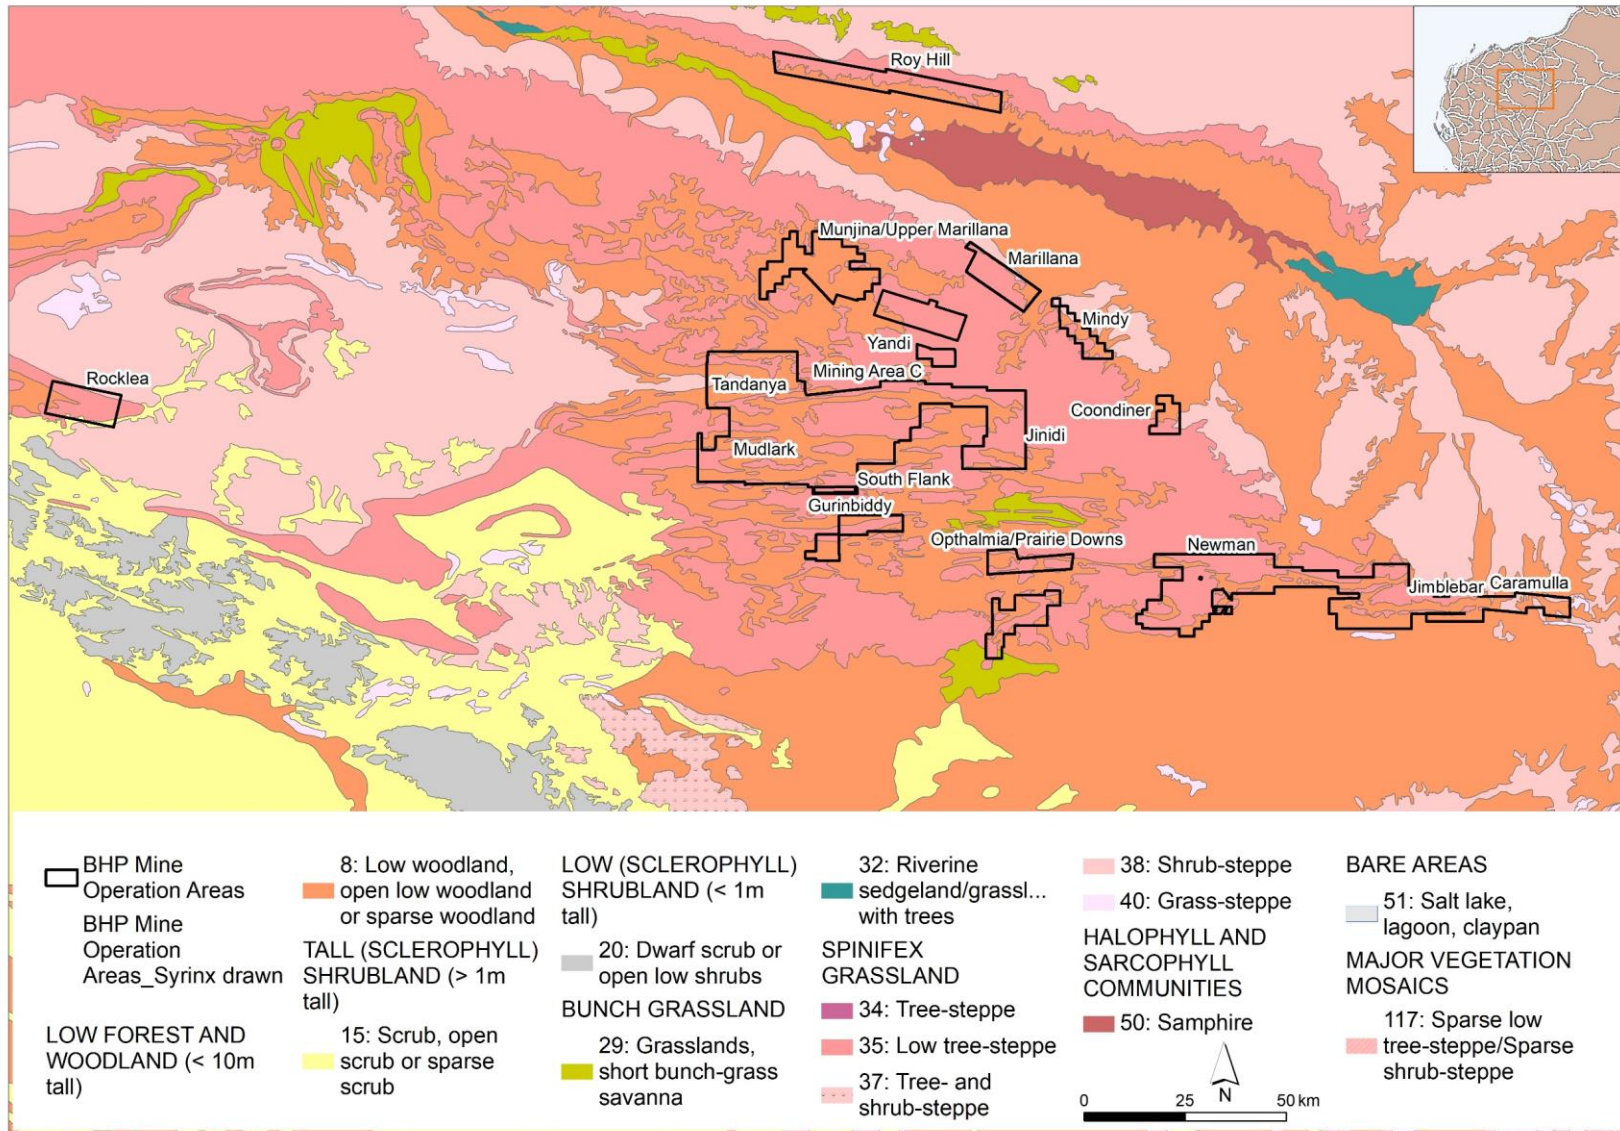 Roy Hill
Munjina/Upper Marillana
Marillana
Mindy
Yandi
Rocklea
Tandanya
Mining Area C
Coondiner
Jinidi
Mudlark
South Flank
Gurinbiddy
Opthalmia/Prairie Downs
Newman
Jimblebar
Caramulla
BHP Mine
Operation Areas
BHP Mine
Operation
Areas_Syrinx drawn
LOW FOREST AND
WOODLAND (< 10m
tall)
8: Low woodland,
open low woodland
or sparse woodland
TALL (SCLEROPHYLL)
SHRUBLAND (> 1m
tall)
15: Scrub, open
scrub or sparse
scrub
LOW (SCLEROPHYLL)
SHRUBLAND (< 1m
tall)
20: Dwarf scrub or
open low shrubs
BUNCH GRASSLAND
29: Grasslands,
short bunch-grass
savanna
32: Riverine
sedgeland/grassl...
with trees
SPINIFEX
GRASSLAND
34: Tree-steppe
35: Low tree-steppe
37: Tree- and
shrub-steppe
38: Shrub-steppe
40: Grass-steppe
HALOPHYLL AND
SARCOPHYLL
COMMUNITIES
50: Samphire
N
0 25 50 km
BARE AREAS
51: Salt lake,
lagoon, claypan
MAJOR VEGETATION
MOSAICS
117: Sparse low
tree-steppe/Sparse
shrub-steppe